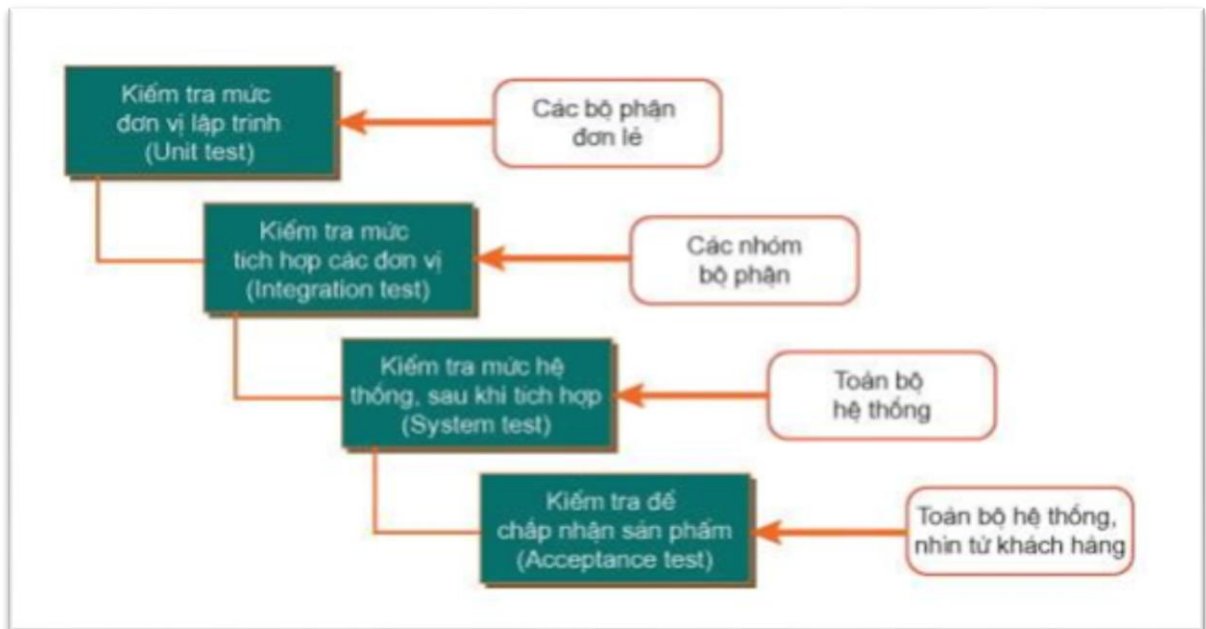 Kiểm tra mức
đơn vị lập trình
(Unit test)
Các bộ phận
đơn lẻ
Kiểm tra mức
tích hợp các đơn vị
(Integration test)
Các nhóm
bộ phận
Kiểm tra mức hệ
thống, sau khi tích hợp
(System test)
Toàn bộ
hệ thống
Kiểm tra để
chấp nhận sản phẩm
(Acceptance test)
Toàn bộ hệ thống,
nhìn từ khách hàng